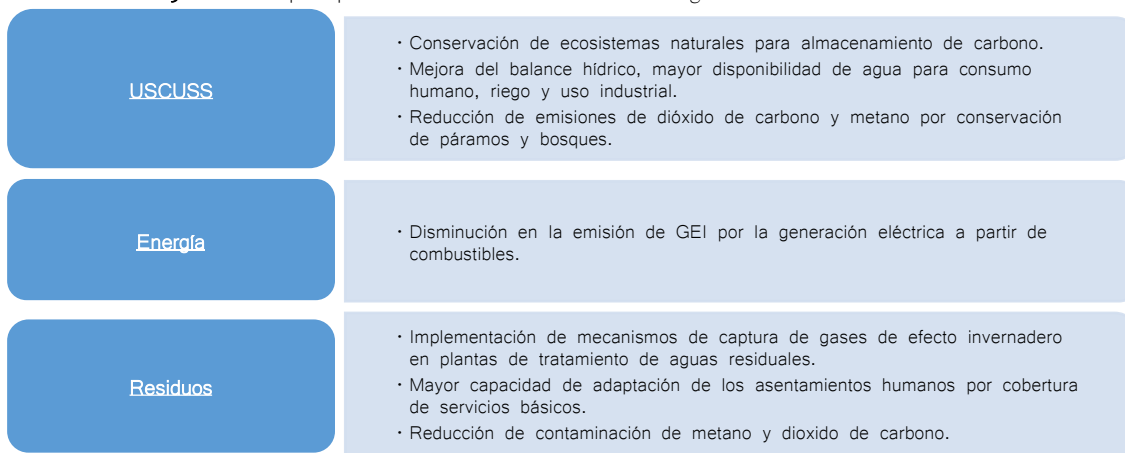 USCUSS
· Conservación de ecosistemas naturales para almacenamiento de carbono.
· Mejora del balance hídrico, mayor disponibilidad de agua para consumo
humano, riego y uso industrial.
· Reducción de emisiones de dióxido de carbono y metano por conservación
de páramos y bosques.
Energía
· Disminución en la emisión de GEI por la generación eléctrica a partir de
combustibles.
Residuos
· Implementación de mecanismos de captura de gases de efecto invernadero
en plantas de tratamiento de aguas residuales.
· Mayor capacidad de adaptación de los asentamientos humanos por cobertura
de servicios básicos.
· Reducción de contaminación de metano y dioxido de carbono.